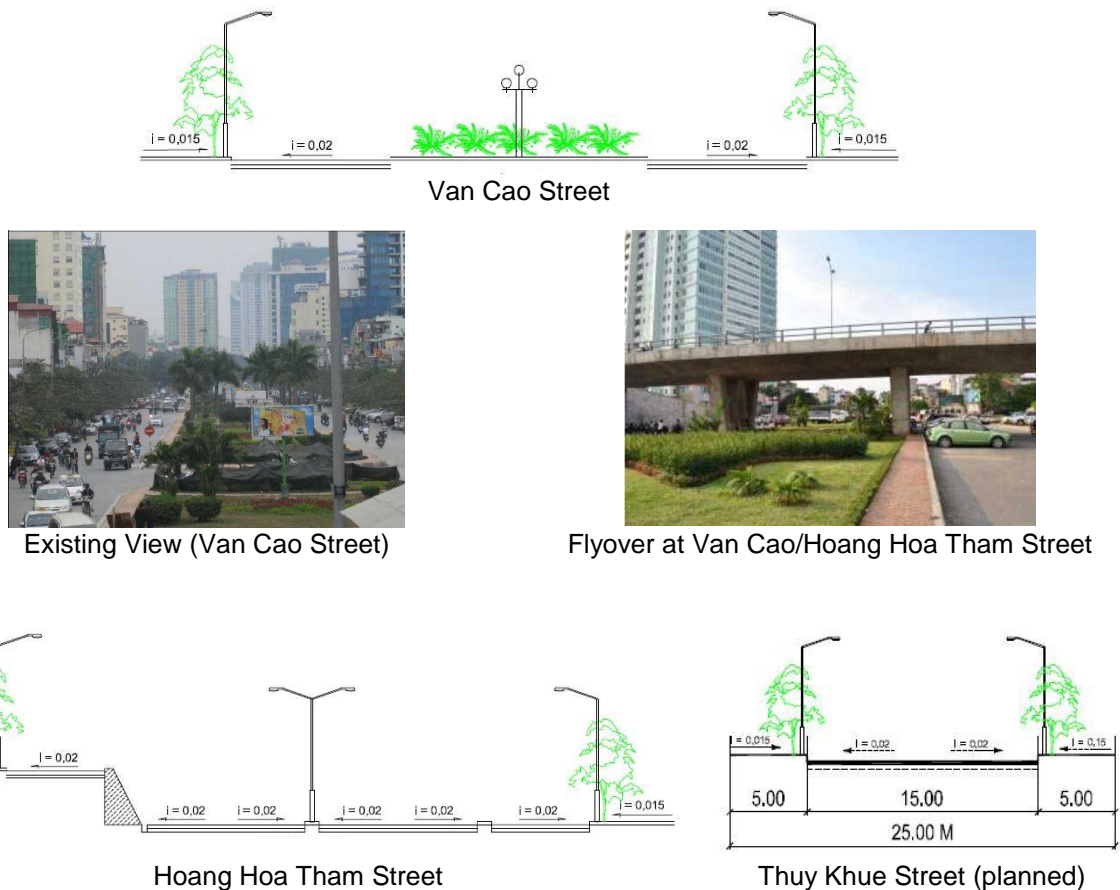 i = 0,015
i = 0,02
i = 0,02
i = 0,015
Van Cao Street
Existing View (Van Cao Street)
Flyover at Van Cao/Hoang Hoa Tham Street
I = 0,02
i = 0,02
i = 0,02
i = 0,02
i = 0,02
i = 0,02
i = 0,015
Hoang Hoa Tham Street
I = 0,015
I = 0,02
I = 0,02
I = 0,15
5.00
15.00
5.00
25.00 M
Thuy Khue Street (planned)